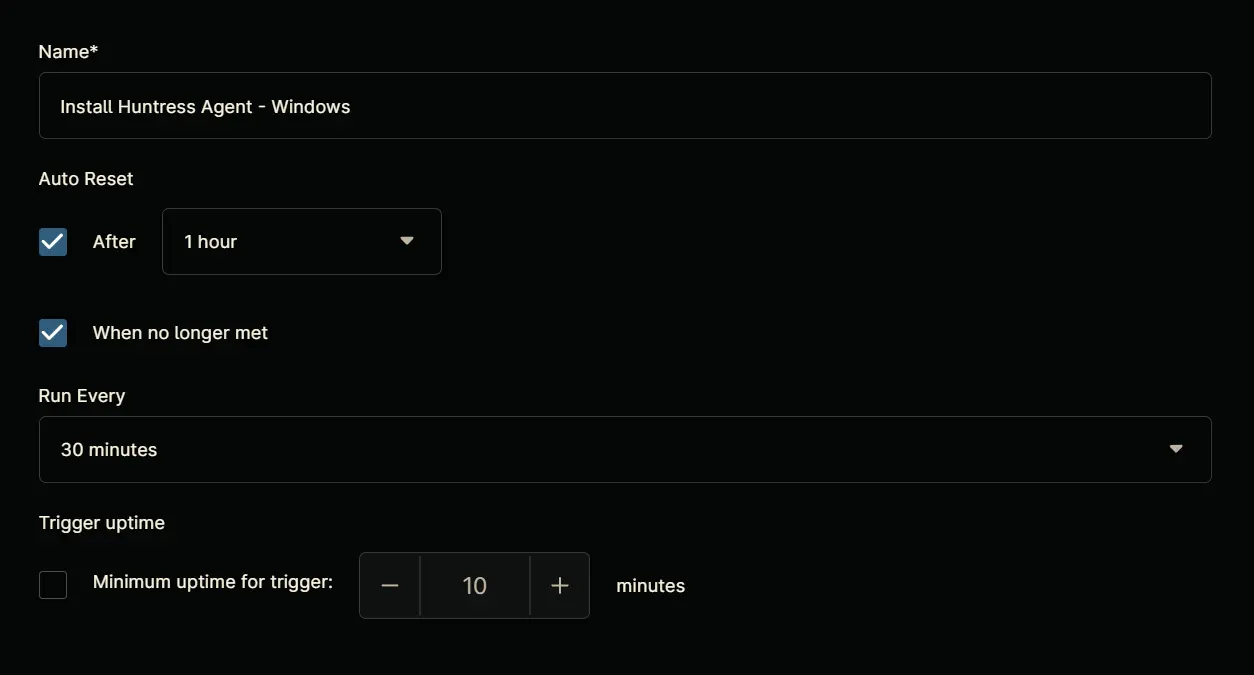 Name*
Install Huntress Agent - Windows
Auto Reset
After 1 hour
When no longer met
Run Every
30 minutes
Trigger uptime
Minimum uptime for trigger: − 10 + minutes